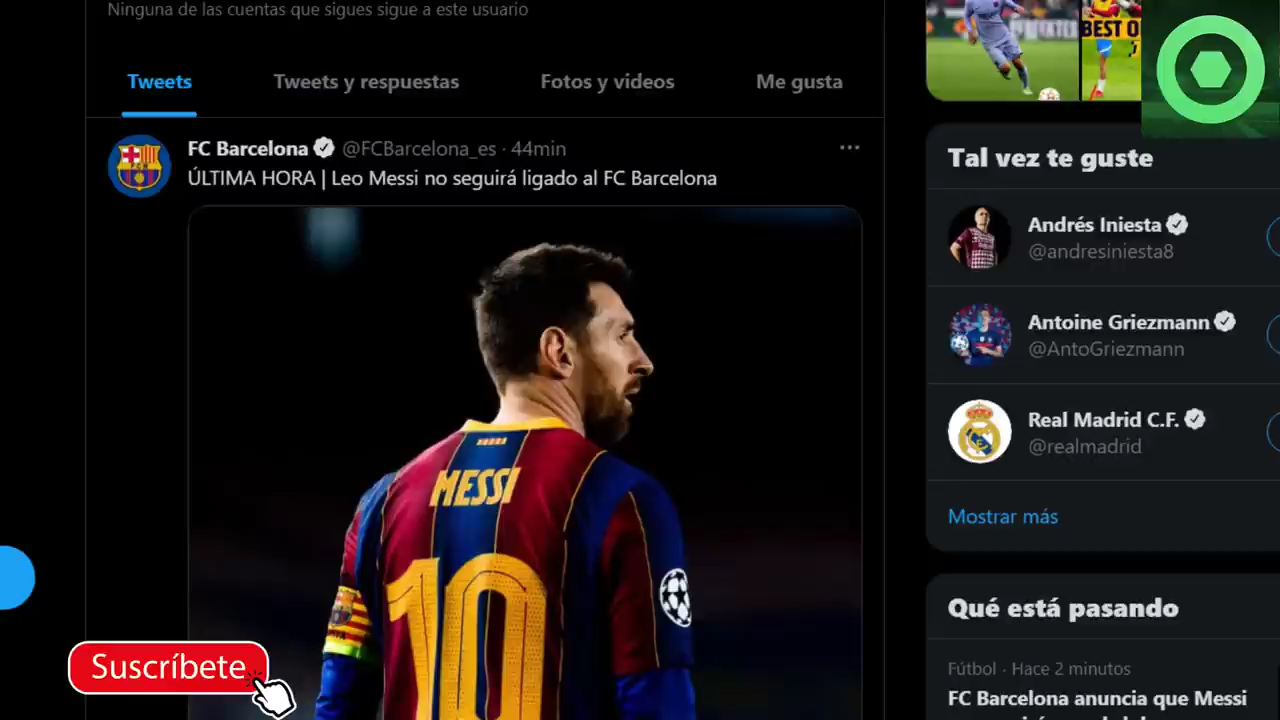 Ninguna de las cuentas que sigues sigue a este usuario
Tweets
Tweets y respuestas
Fotos y videos
Me gusta
FC Barcelona @FCBarcelona_es · 44min
ÚLTIMA HORA | Leo Messi no seguirá ligado al FC Barcelona
MESSI
10
Suscríbete
BEST O
Tal vez te guste
Andrés Iniesta
@andresiniesta8
Antoine Griezmann
@AntoGriezmann
Real Madrid C.F.
@realmadrid
Mostrar más
Qué está pasando
Fútbol · Hace 2 minutos
FC Barcelona anuncia que Messi